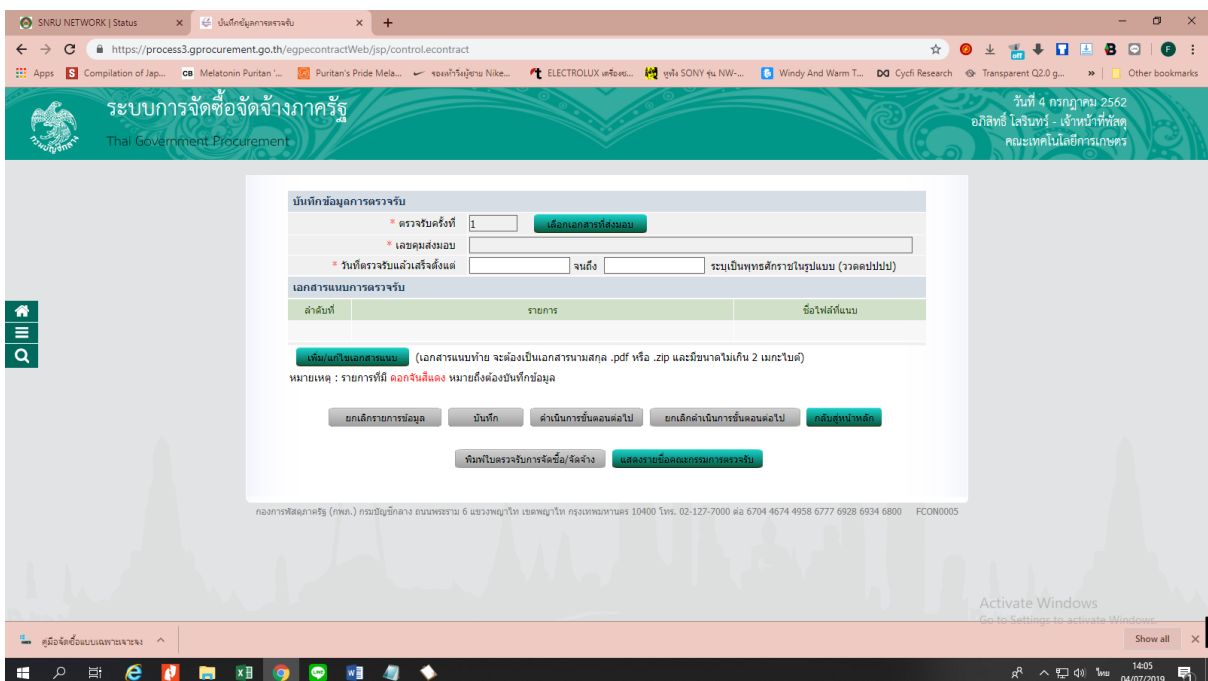 SNRU NETWORK | Status
บันทึกข้อมูลการตรวจรับ
https://process3.gprocurement.go.th/egpecontractWeb/jsp/control.econtract
Apps Compilation of Jap... Melatonin Puritan '... Puritan's Pride Mela... รองเท้าวิ่งผู้ชาย Nike... ELECTROLUX เครื่องซ... หูฟัง SONY รุ่น NW-... Windy And Warm T... Cycfi Research Transparent Q2.0 g... » Other bookmarks
ระบบการจัดซื้อจัดจ้างภาครัฐ
Thai Government Procurement
วันที่ 4 กรกฎาคม 2562
อภิสิทธิ์ โสรินทร์ - เจ้าหน้าที่พัสดุ
คณะเทคโนโลยีการเกษตร
บันทึกข้อมูลการตรวจรับ
* ตรวจรับครั้งที่ 1 เลือกเอกสารที่ส่งมอบ
* เลขคุมส่งมอบ
* วันที่ตรวจรับแล้วเสร็จตั้งแต่ จนถึง ระบุเป็นพุทธศักราชในรูปแบบ (ววดดปปปป)
เอกสารแนบการตรวจรับ
ลำดับที่ รายการ ชื่อไฟล์ที่แนบ
เพิ่ม/แก้ไขเอกสารแนบ (เอกสารแนบท้าย จะต้องเป็นเอกสารนามสกุล .pdf หรือ .zip และมีขนาดไม่เกิน 2 เมกะไบต์)
หมายเหตุ : รายการที่มี ดอกจันสีแดง หมายถึงต้องบันทึกข้อมูล
ยกเลิกรายการข้อมูล บันทึก ดำเนินการขั้นตอนต่อไป ยกเลิกดำเนินการขั้นตอนต่อไป กลับสู่หน้าหลัก
พิมพ์ใบตรวจรับการจัดซื้อ/จัดจ้าง แสดงรายชื่อคณะกรรมการตรวจรับ
กองการพัสดุภาครัฐ (กพภ.) กรมบัญชีกลาง ถนนพระราม 6 แขวงพญาไท เขตพญาไท กรุงเทพมหานคร 10400 โทร. 02-127-7000 ต่อ 6704 4674 4958 6777 6928 6934 6800 FCON0005
Activate Windows
Go to Settings to activate Windows.
คู่มือจัดซื้อแบบเฉพาะเจาะจง
Show all
ไทย
14:05
04/07/2019